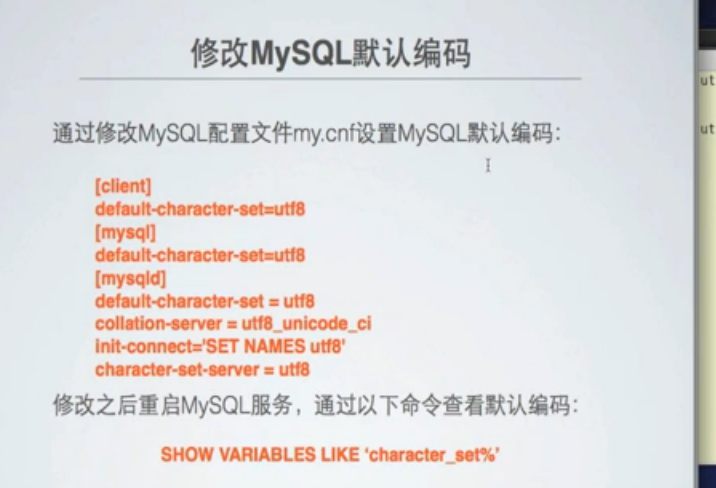 修改MySQL默认编码
通过修改MySQL配置文件my.cnf设置MySQL默认编码：
[client]
default-character-set=utf8
[mysql]
default-character-set=utf8
[mysqld]
default-character-set = utf8
collation-server = utf8_unicode_ci
init-connect='SET NAMES utf8'
character-set-server = utf8
修改之后重启MySQL服务，通过以下命令查看默认编码：
SHOW VARIABLES LIKE 'character_set%'
ut
ut